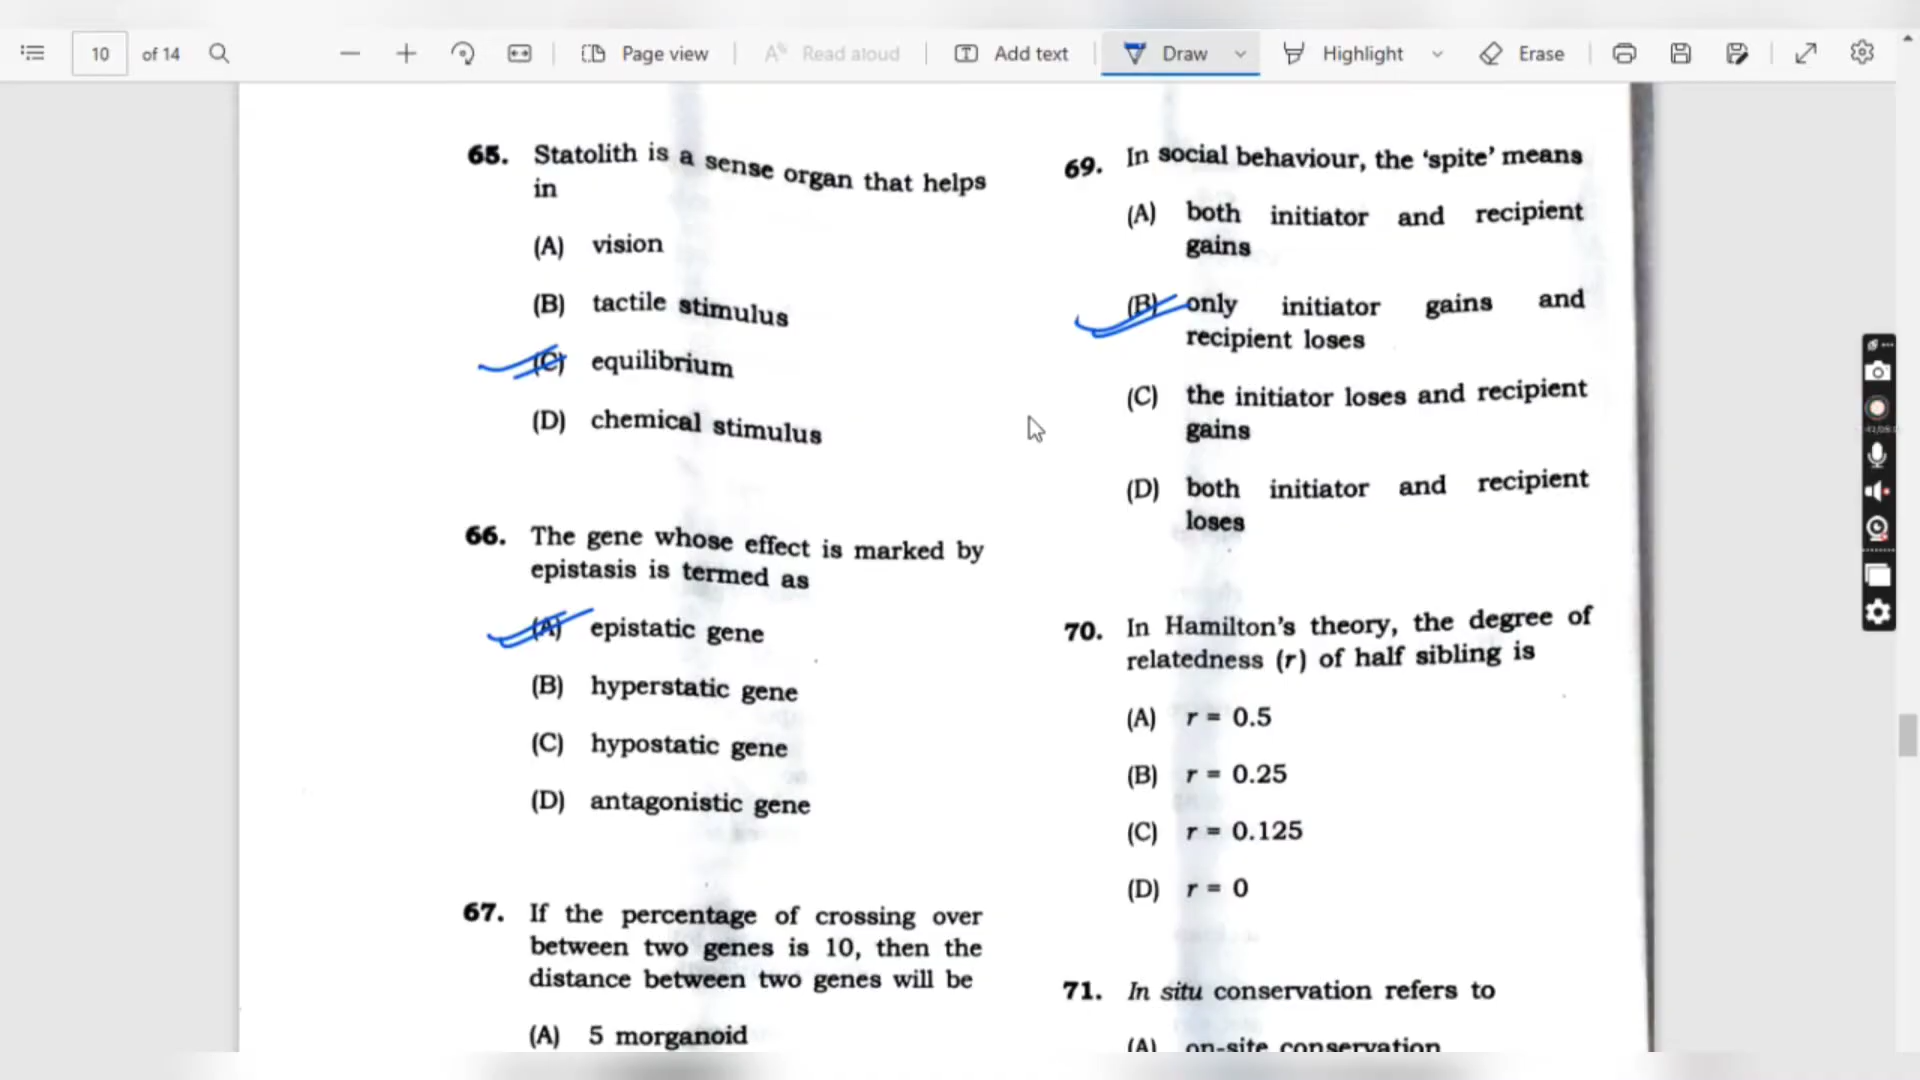 10 of 14 Page view Read aloud Add text Draw Highlight Erase
65. Statolith is a sense organ that helps
in
(A) vision
(B) tactile stimulus
(C) equilibrium
(D) chemical stimulus
66. The gene whose effect is marked by
epistasis is termed as
(A) epistatic gene
(B) hyperstatic gene
(C) hypostatic gene
(D) antagonistic gene
67. If the percentage of crossing over
between two genes is 10, then the
distance between two genes will be
(A) 5 morganoid
69. In social behaviour, the ‘spite’ means
(A) both initiator and recipient
gains
(B) only initiator gains and
recipient loses
(C) the initiator loses and recipient
gains
(D) both initiator and recipient
loses
70. In Hamilton's theory, the degree of
relatedness (r) of half sibling is
(A) r = 0.5
(B) r = 0.25
(C) r = 0.125
(D) r = 0
71. In situ conservation refers to
(A) on-site conservation